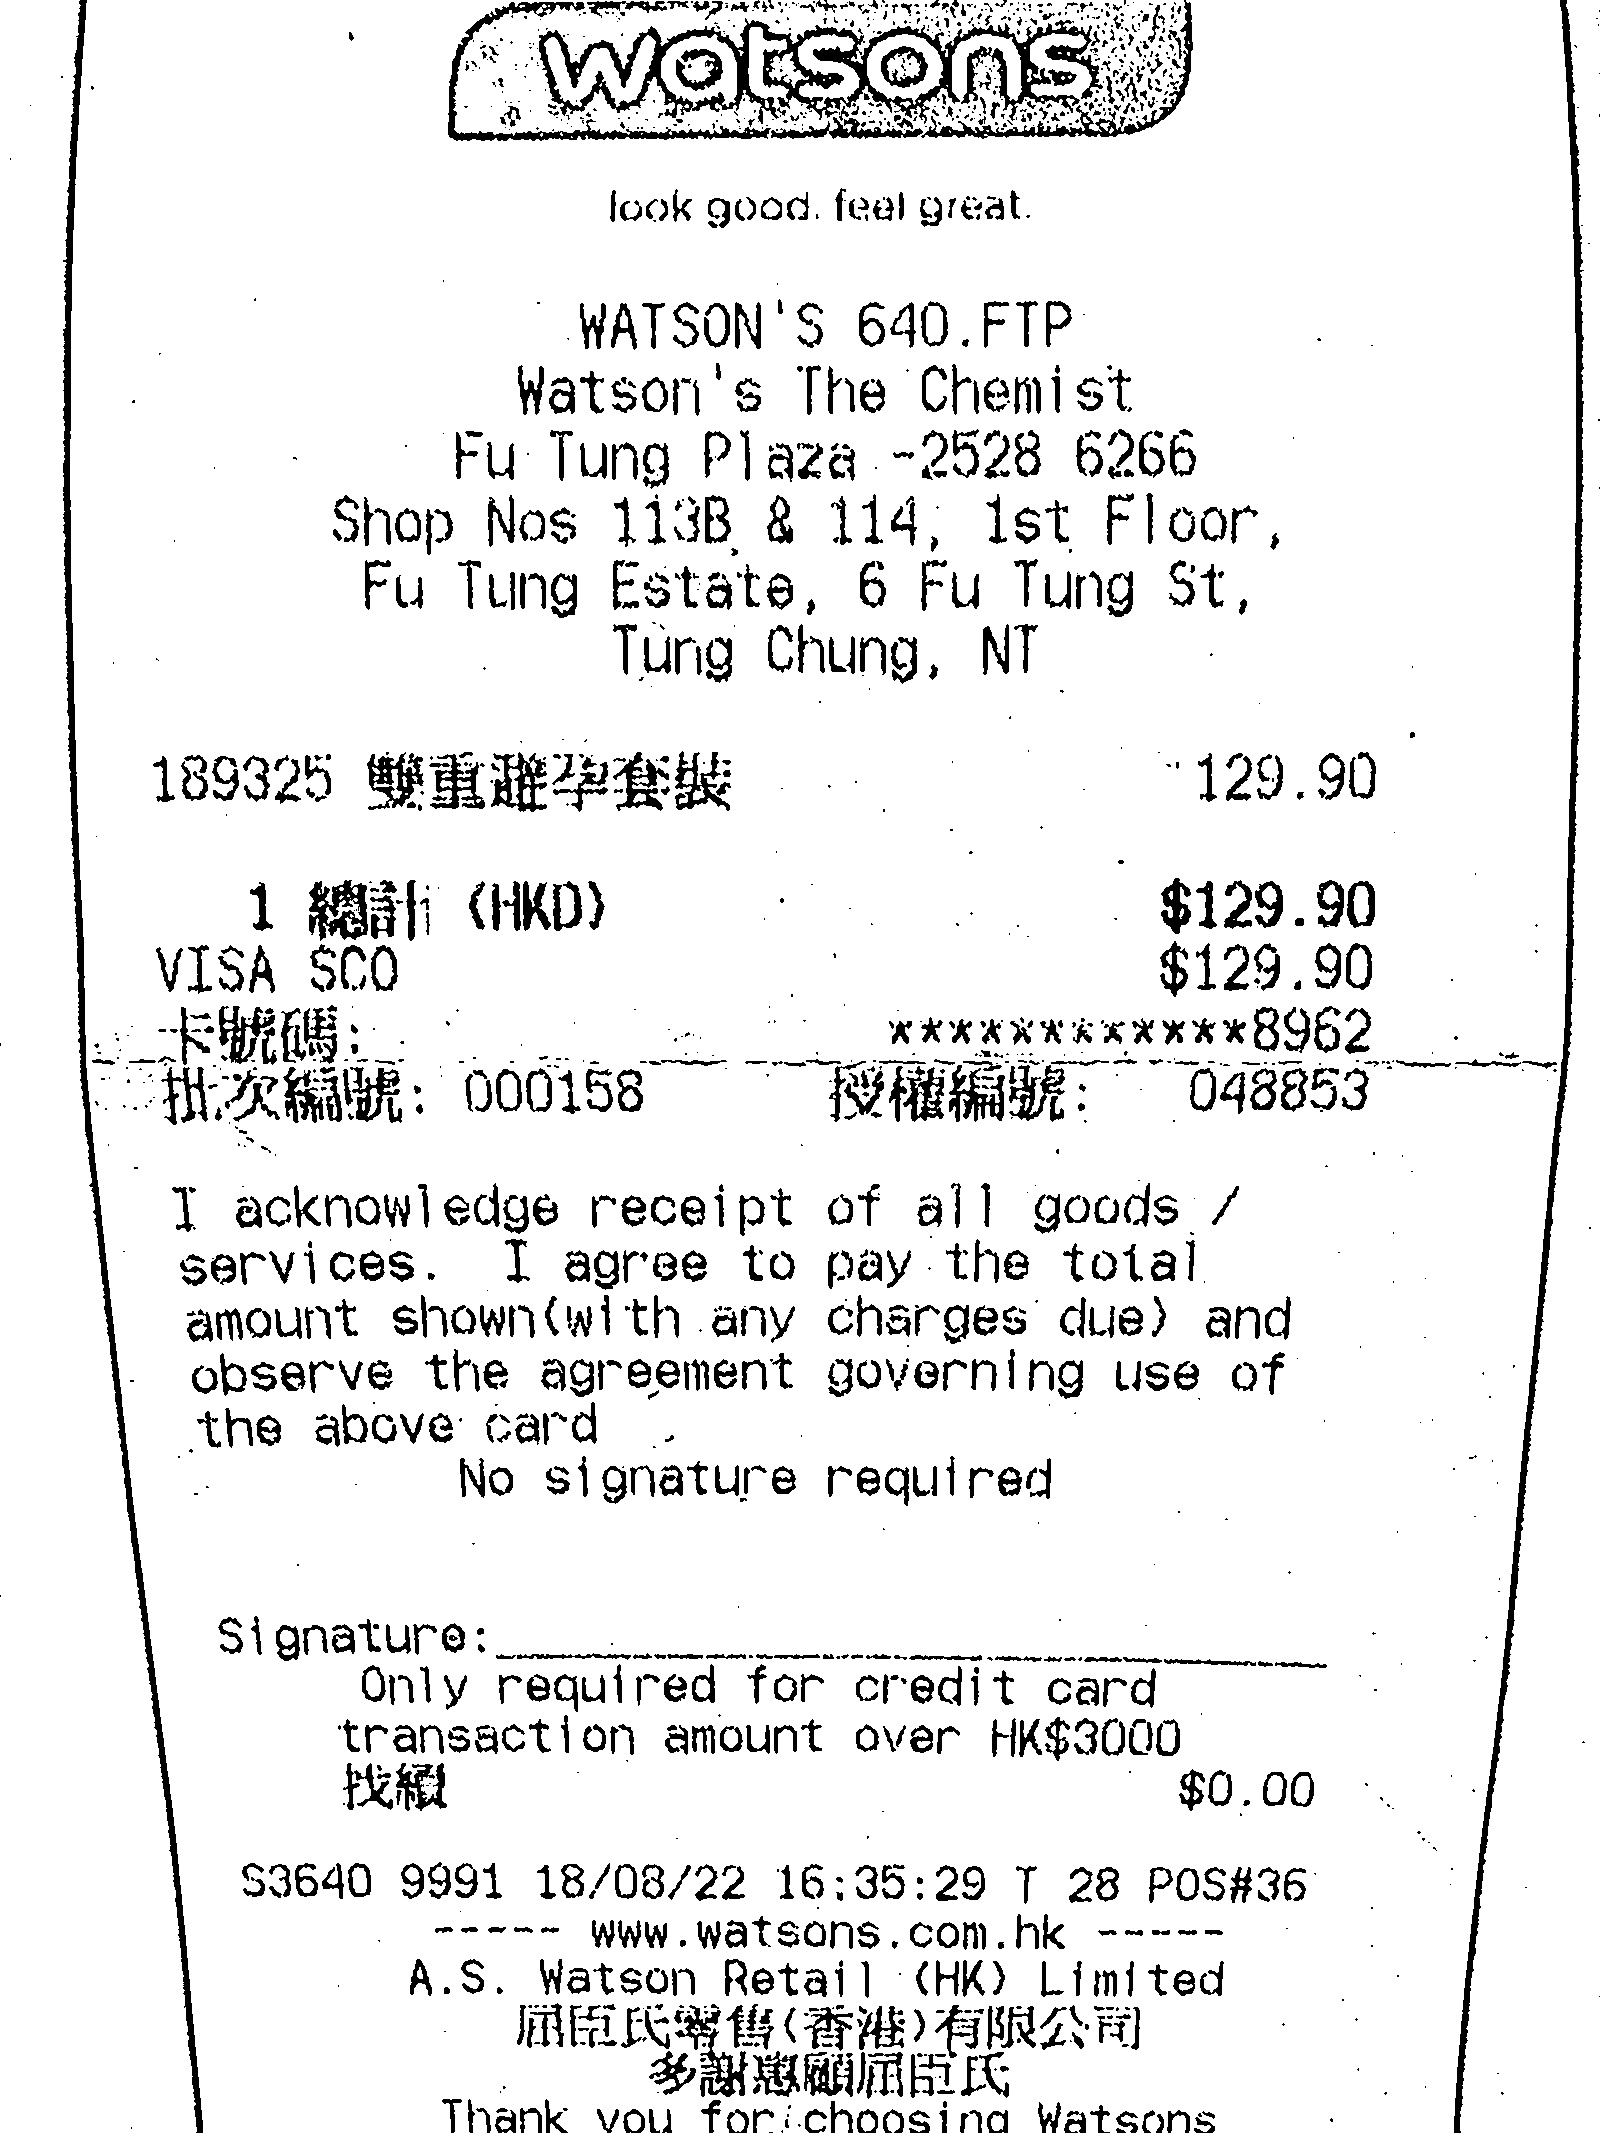 watsons
look good. feel great.
WATSON'S 640.FTP
Watson's The Chemist
Fu Tung Plaza -2528 6266
Shop Nos 113B & 114, 1st Floor,
Fu Tung Estate, 6 Fu Tung St,
Tung Chung, NT
189325 雙重避孕套裝 129.90
1 總計 (HKD) $129.90
VISA SCO $129.90
卡號碼: ************8962
批次編號: 000158 授權編號: 048853
I acknowledge receipt of all goods /
services. I agree to pay the total
amount shown(with any charges due) and
observe the agreement governing use of
the above card
No signature required
Signature:
Only required for credit card
transaction amount over HK$3000
找續 $0.00
S3640 9991 18/08/22 16:35:29 T 28 POS#36
----- www.watsons.com.hk -----
A.S. Watson Retail (HK) Limited
屈臣氏零售(香港)有限公司
多謝惠顧屈臣氏
Thank you for choosing Watsons